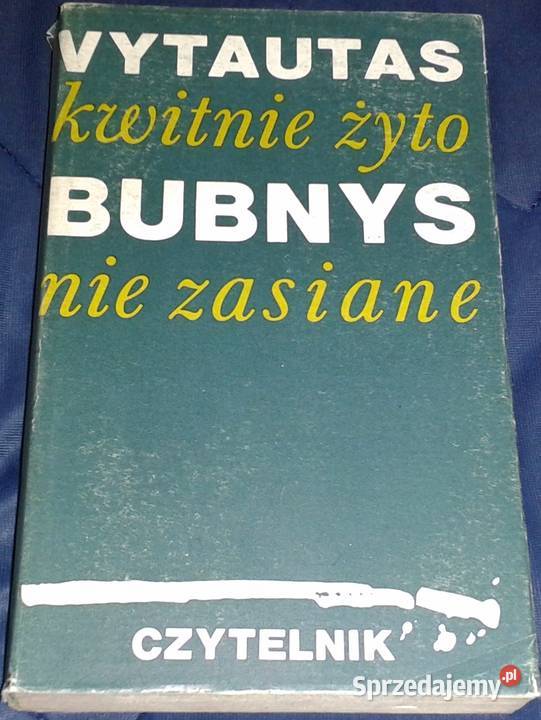 VYTAUTAS
kwitnie żyto
BUBNYS
nie zasiane
CZYTELNIK
Sprzedajemy.pl